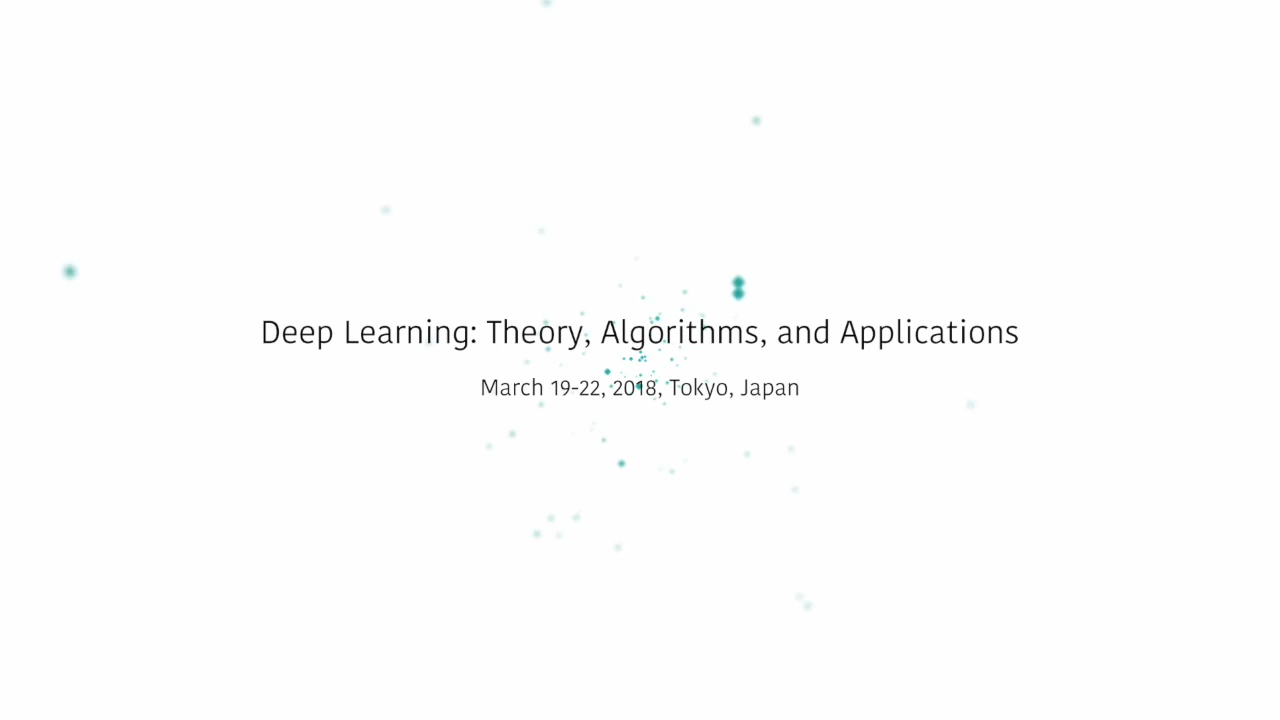 Deep Learning: Theory, Algorithms, and Applications
March 19-22, 2018, Tokyo, Japan